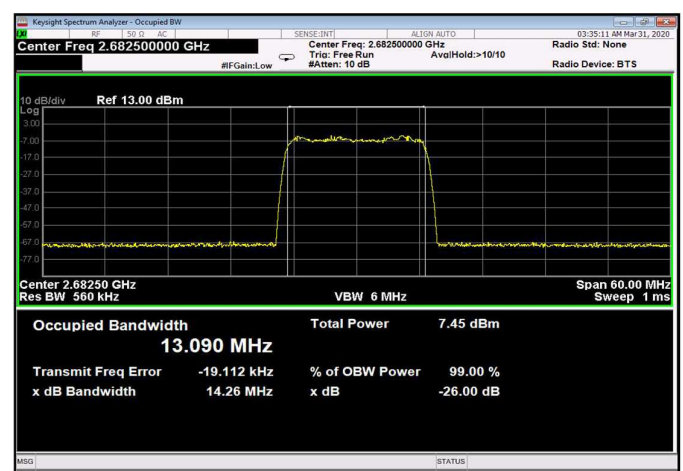 Keysight Spectrum Analyzer - Occupied BW
LXI RF 50 Ω AC SENSE:INT ALIGN AUTO 03:35:11 AM Mar 31, 2020
Center Freq 2.682500000 GHz Center Freq: 2.682500000 GHz Radio Std: None
Trig: Free Run Avg|Hold:>10/10
#IFGain:Low #Atten: 10 dB Radio Device: BTS
10 dB/div Ref 13.00 dBm
Log
3.00
-7.00
-17.0
-27.0
-37.0
-47.0
-57.0
-67.0
-77.0
Center 2.68250 GHz Span 60.00 MHz
Res BW 560 kHz VBW 6 MHz Sweep 1 ms
Occupied Bandwidth Total Power 7.45 dBm
13.090 MHz
Transmit Freq Error -19.112 kHz % of OBW Power 99.00 %
x dB Bandwidth 14.26 MHz x dB -26.00 dB
MSG STATUS